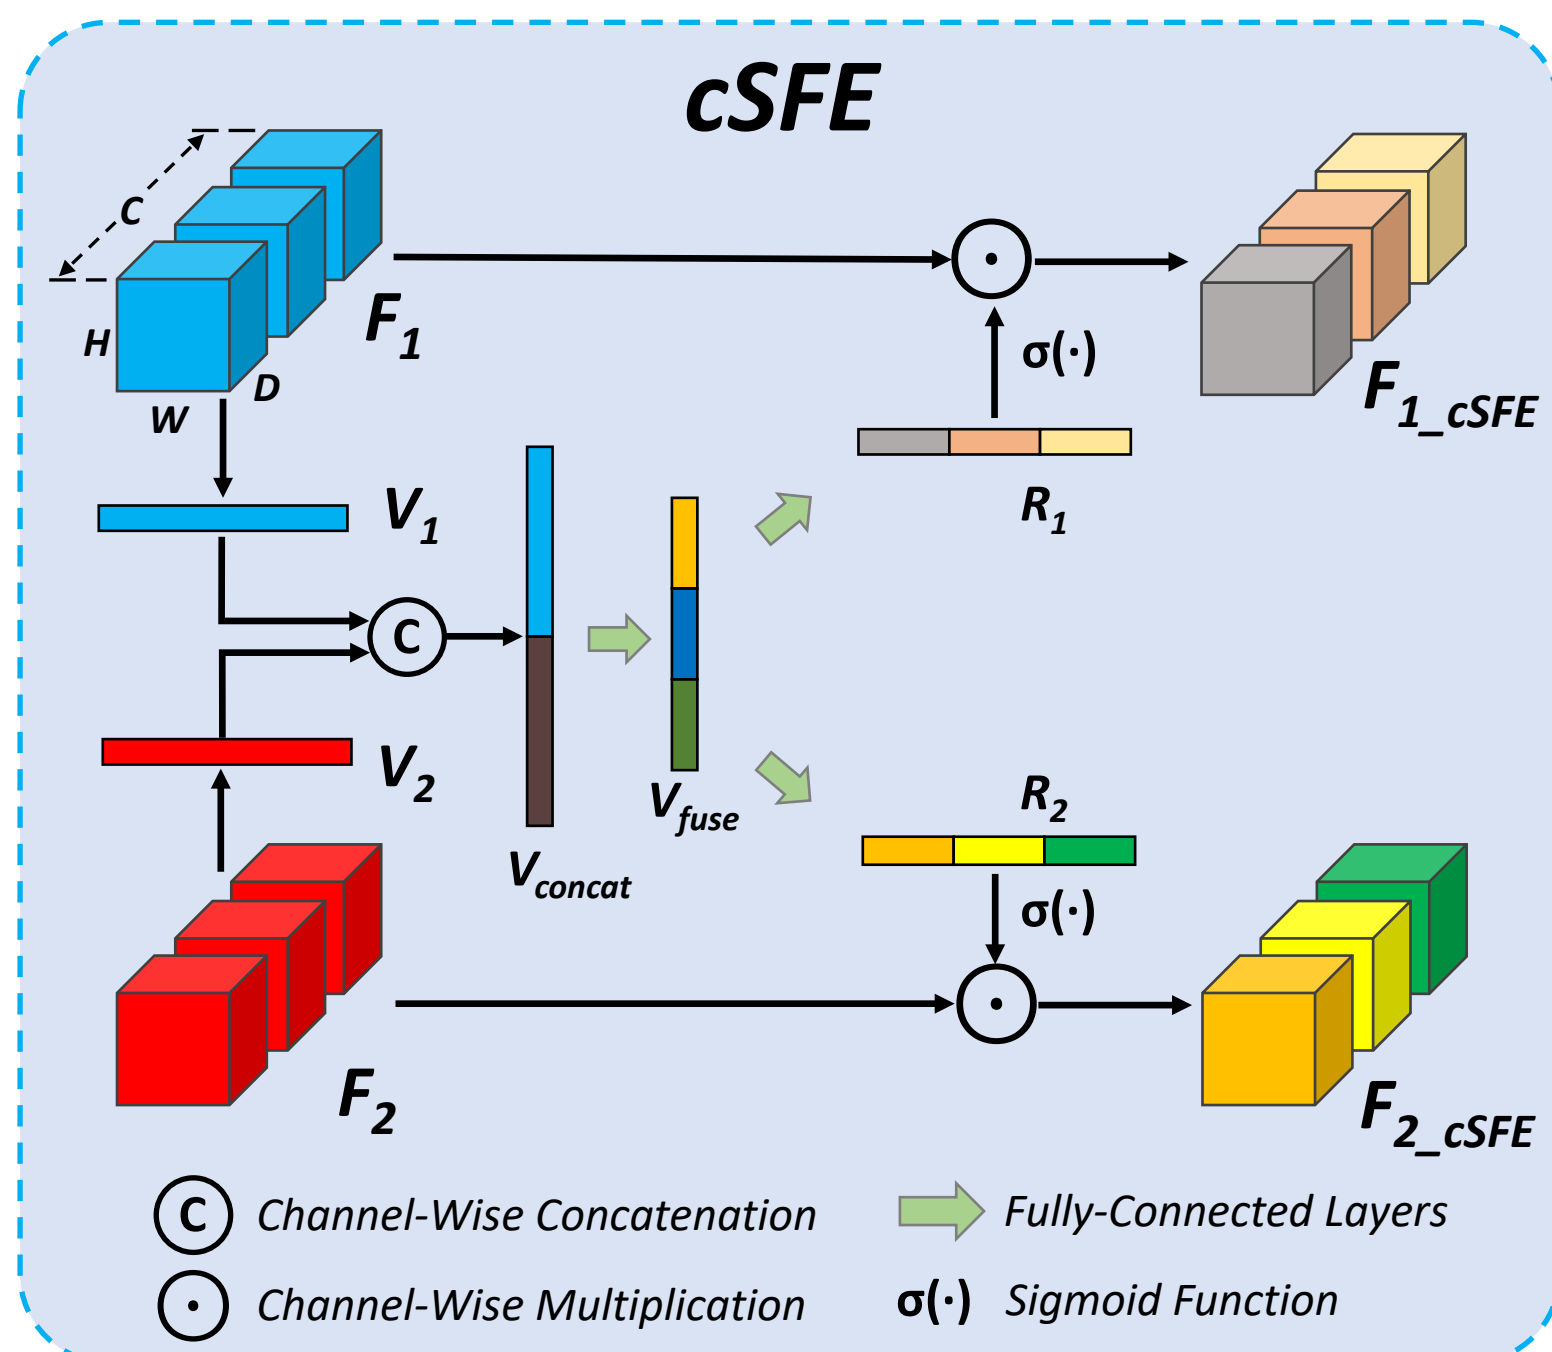 cSFE
C
H
W
D
F1
σ(·)
F1_cSFE
R1
V1
C
V2
Vconcat
Vfuse
R2
σ(·)
F2
F2_cSFE
C Channel-Wise Concatenation
Fully-Connected Layers
Channel-Wise Multiplication
σ(·) Sigmoid Function